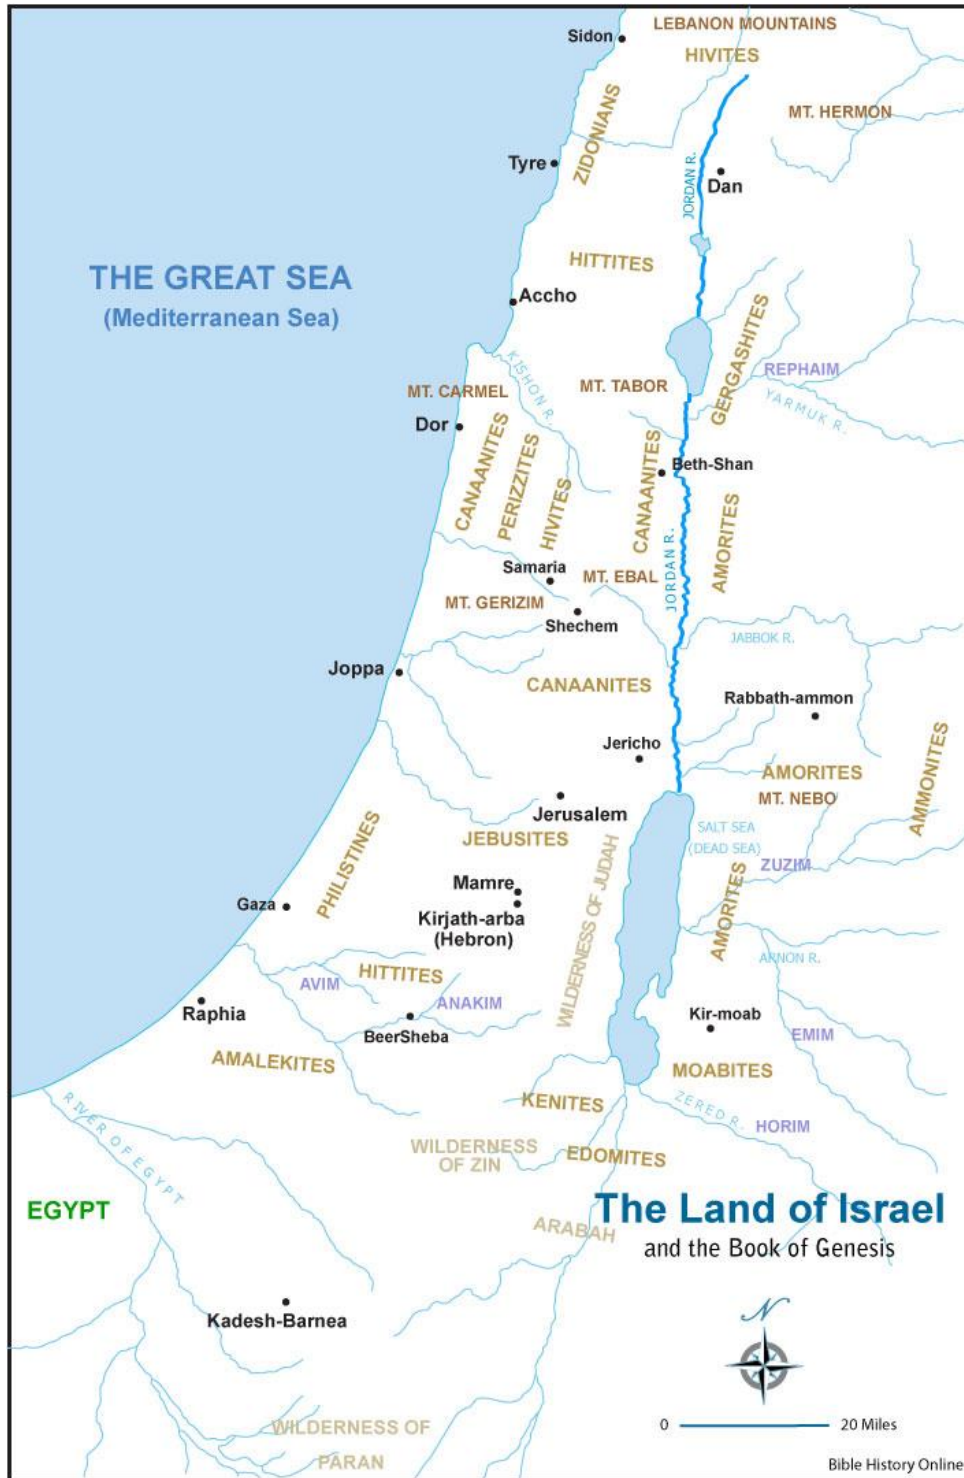 LEBANON MOUNTAINS
Sidon
HIVITES
ZIDONIANS
MT. HERMON
Tyre
JORDAN R.
Dan
HITTITES
THE GREAT SEA
(Mediterranean Sea)
Accho
GERGASHITES
KISHON R.
REPHAIM
MT. TABOR
MT. CARMEL
YARMUK R.
Dor
CANAANITES
PERIZZITES
HIVITES
CANAANITES
Beth-Shan
AMORITES
JORDAN R.
Samaria
MT. EBAL
MT. GERIZIM
Shechem
JABBOK R.
Joppa
CANAANITES
Rabbath-ammon
Jericho
AMORITES
AMMONITES
MT. NEBO
Jerusalem
SALT SEA
(DEAD SEA)
JEBUSITES
PHILISTINES
WILDERNESS OF JUDAH
ZUZIM
Mamre
AMORITES
Gaza
Kirjath-arba
(Hebron)
ARNON R.
HITTITES
AVIM
ANAKIM
Raphia
BeerSheba
Kir-moab
EMIM
AMALEKITES
MOABITES
RIVER OF EGYPT
KENITES
ZERED R.
HORIM
WILDERNESS
OF ZIN
EDOMITES
EGYPT
The Land of Israel
and the Book of Genesis
ARABAH
N
Kadesh-Barnea
0
20 Miles
WILDERNESS OF
PARAN
Bible History Online